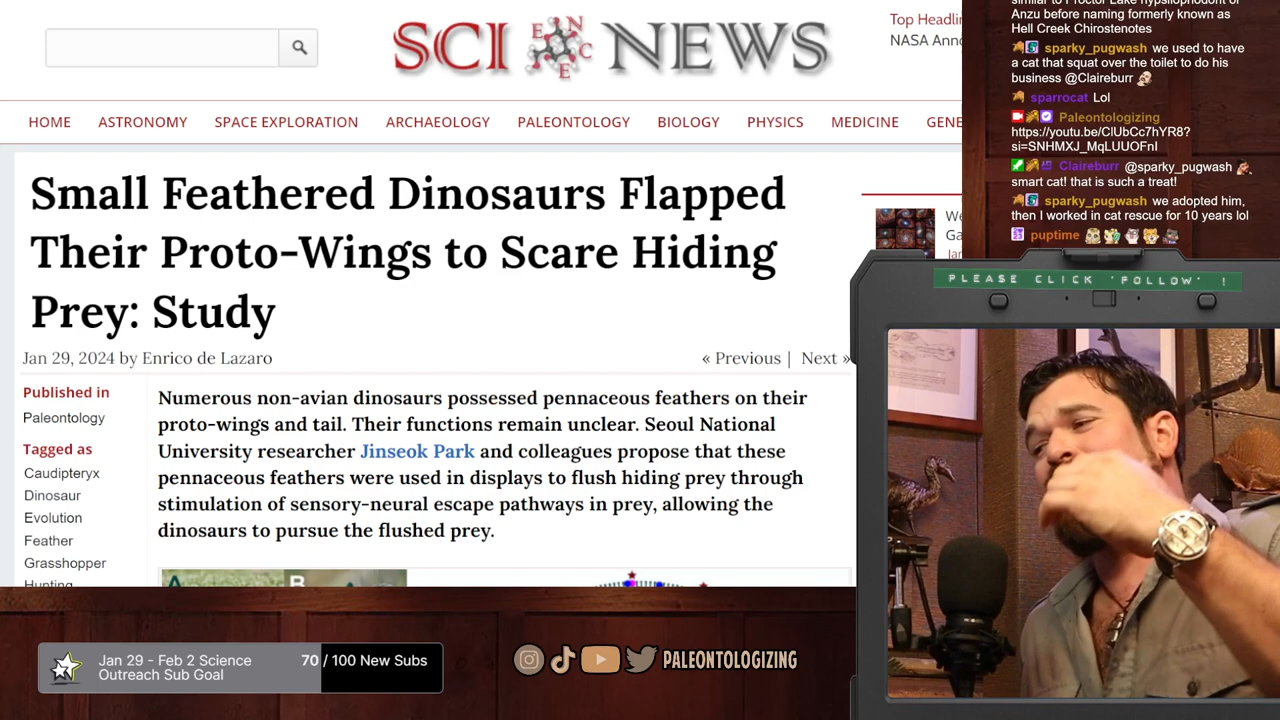 SCIENCE NEWS
Top Headli
NASA Anno
HOME ASTRONOMY SPACE EXPLORATION ARCHAEOLOGY PALEONTOLOGY BIOLOGY PHYSICS MEDICINE GENE
Small Feathered Dinosaurs Flapped
Their Proto-Wings to Scare Hiding
Prey: Study
Jan 29, 2024 by Enrico de Lazaro
« Previous | Next »
Published in
Paleontology
Tagged as
Caudipteryx
Dinosaur
Evolution
Feather
Grasshopper
Hunting
Numerous non-avian dinosaurs possessed pennaceous feathers on their
proto-wings and tail. Their functions remain unclear. Seoul National
University researcher Jinseok Park and colleagues propose that these
pennaceous feathers were used in displays to flush hiding prey through
stimulation of sensory-neural escape pathways in prey, allowing the
dinosaurs to pursue the flushed prey.
A B
We
Ga
Jan
similar to Proctor Lake hypsilophodont or
Anzu before naming formerly known as
Hell Creek Chirostenotes
sparky_pugwash we used to have
a cat that squat over the toilet to do his
business @Claireburr
sparrocat Lol
Paleontologizing
https://youtu.be/ClUbCc7hYR8?
si=SNHMXJ_MqLUUOFnI
Claireburr @sparky_pugwash
smart cat! that is such a treat!
sparky_pugwash we adopted him,
then I worked in cat rescue for 10 years lol
puptime
PLEASE CLICK 'FOLLOW' !
Jan 29 - Feb 2 Science
Outreach Sub Goal
70 / 100 New Subs
PALEONTOLOGIZING